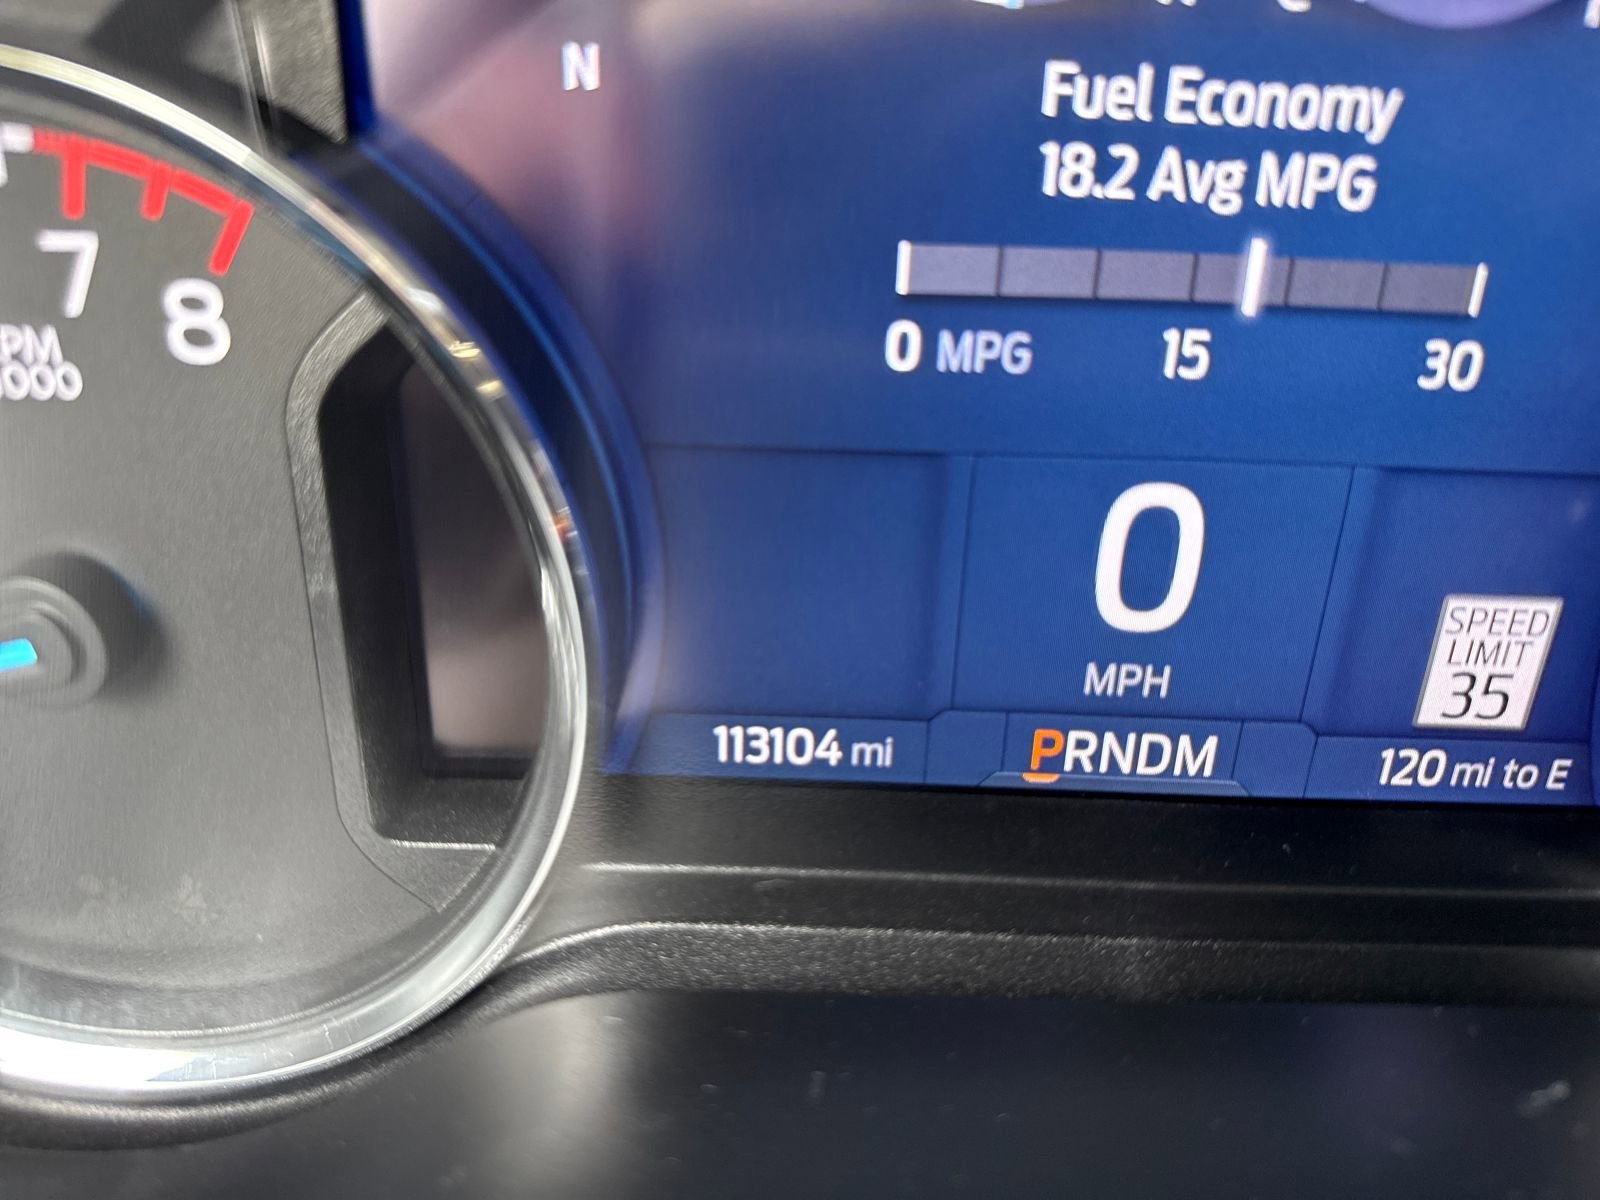 N
Fuel Economy
18.2 Avg MPG
0 MPG 15 30
7
8
0
MPH
SPEED
LIMIT
35
113104 mi
PRNDM
120 mi to E